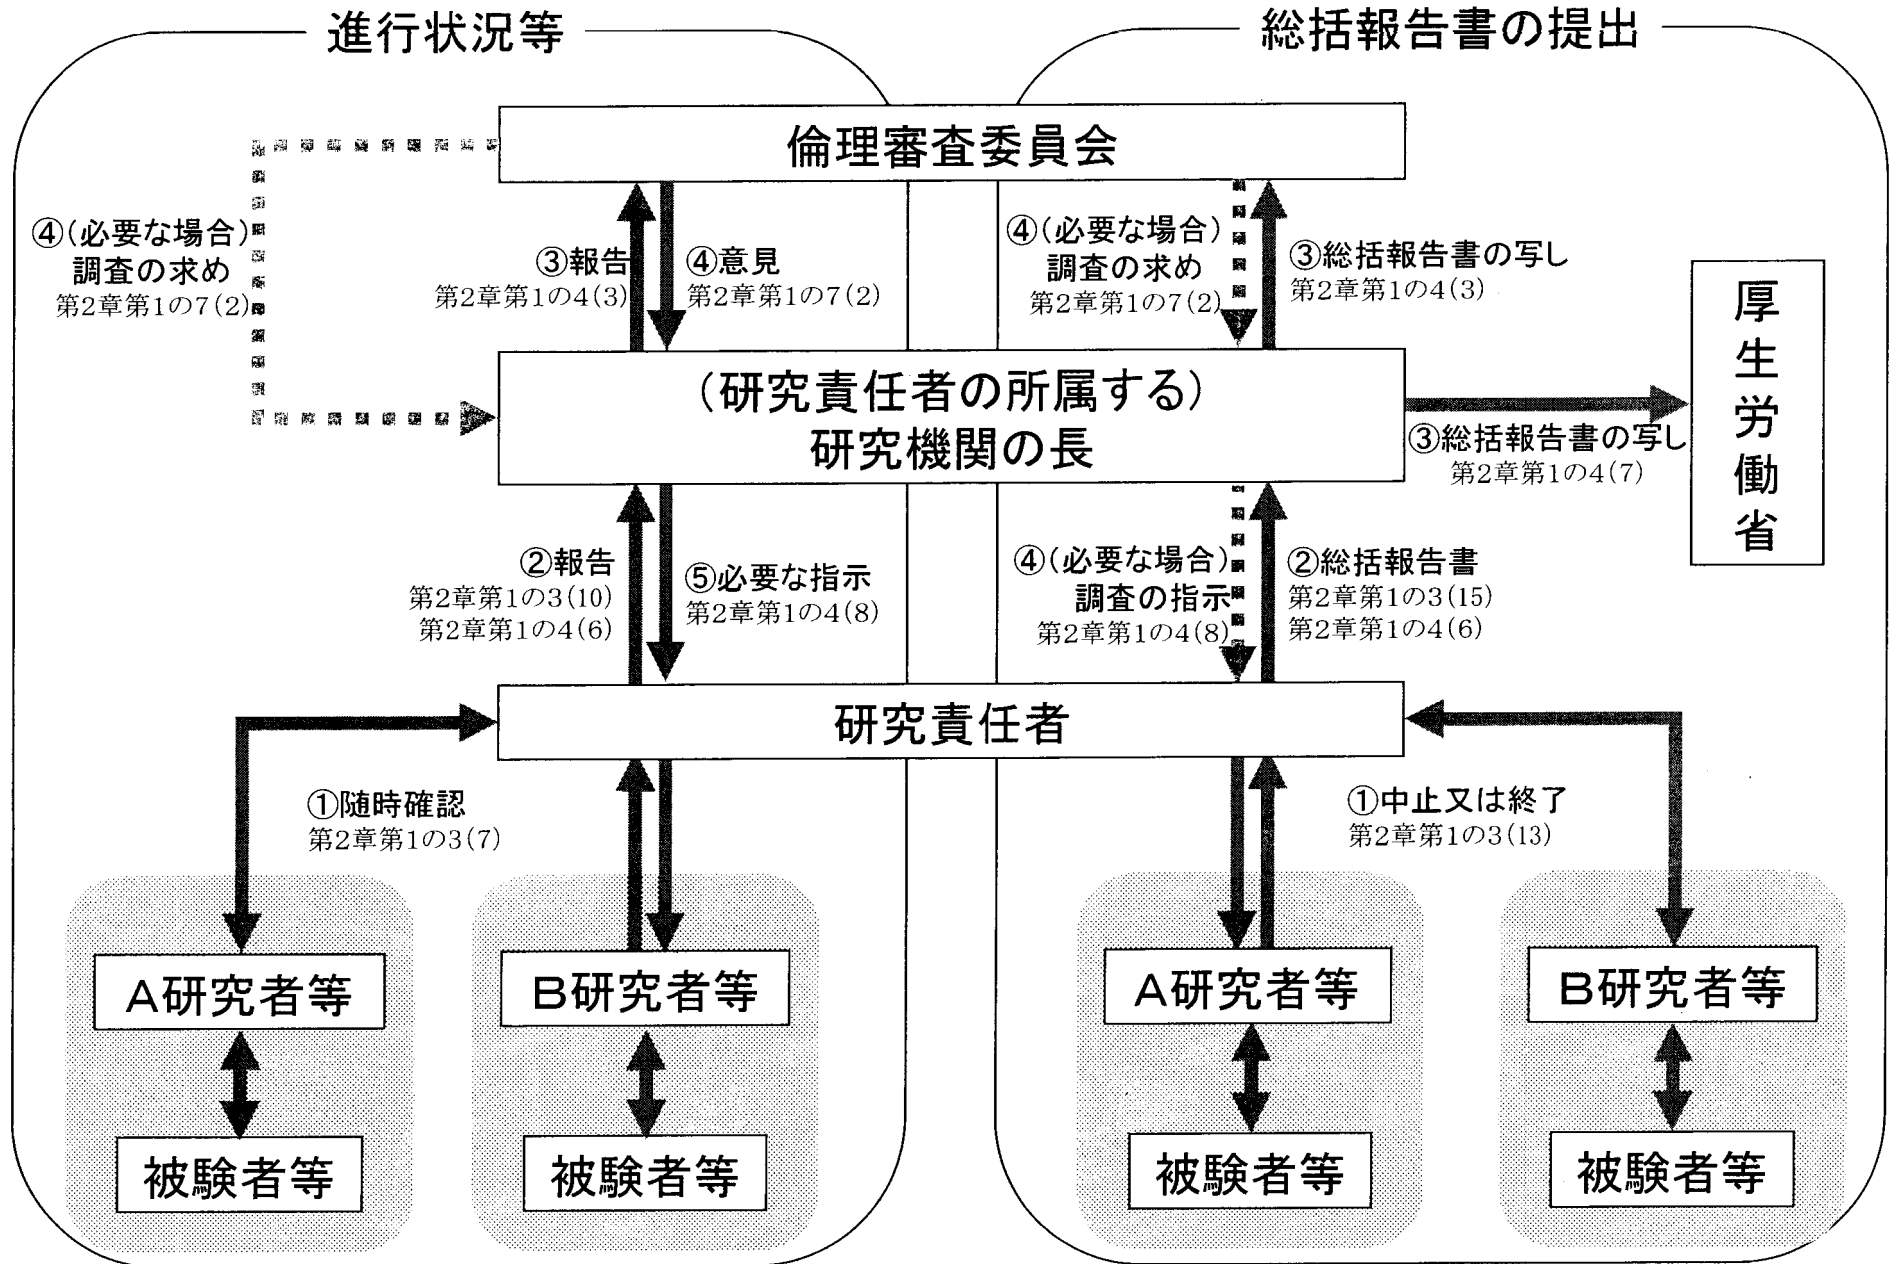 進行状況等
総括報告書の提出
倫理審査委員会
④(必要な場合)
調査の求め
第2章第1の7(2)
③報告
第2章第1の4(3)
④意見
第2章第1の7(2)
④(必要な場合)
調査の求め
第2章第1の7(2)
③総括報告書の写し
第2章第1の4(3)
厚生労働省
(研究責任者の所属する)
研究機関の長
③総括報告書の写し
第2章第1の4(7)
②報告
第2章第1の3(10)
第2章第1の4(6)
⑤必要な指示
第2章第1の4(8)
④(必要な場合)
調査の指示
第2章第1の4(8)
②総括報告書
第2章第1の3(15)
第2章第1の4(6)
研究責任者
①随時確認
第2章第1の3(7)
①中止又は終了
第2章第1の3(13)
A研究者等
B研究者等
A研究者等
B研究者等
被験者等
被験者等
被験者等
被験者等